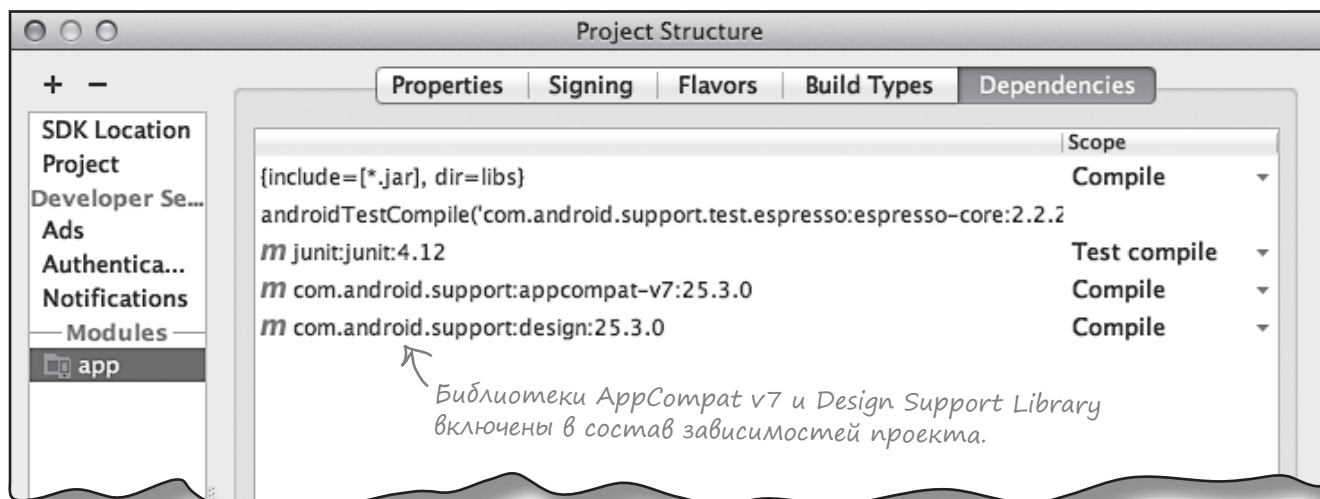 Project Structure
+ −
Properties Signing Flavors Build Types Dependencies
SDK Location
Project
Developer Se...
Ads
Authentica...
Notifications
Modules
app
Scope
{include=[*.jar], dir=libs} Compile
androidTestCompile('com.android.support.test.espresso:espresso-core:2.2.2
m junit:junit:4.12 Test compile
m com.android.support:appcompat-v7:25.3.0 Compile
m com.android.support:design:25.3.0 Compile
Библиотеки AppCompat v7 и Design Support Library
включены в состав зависимостей проекта.